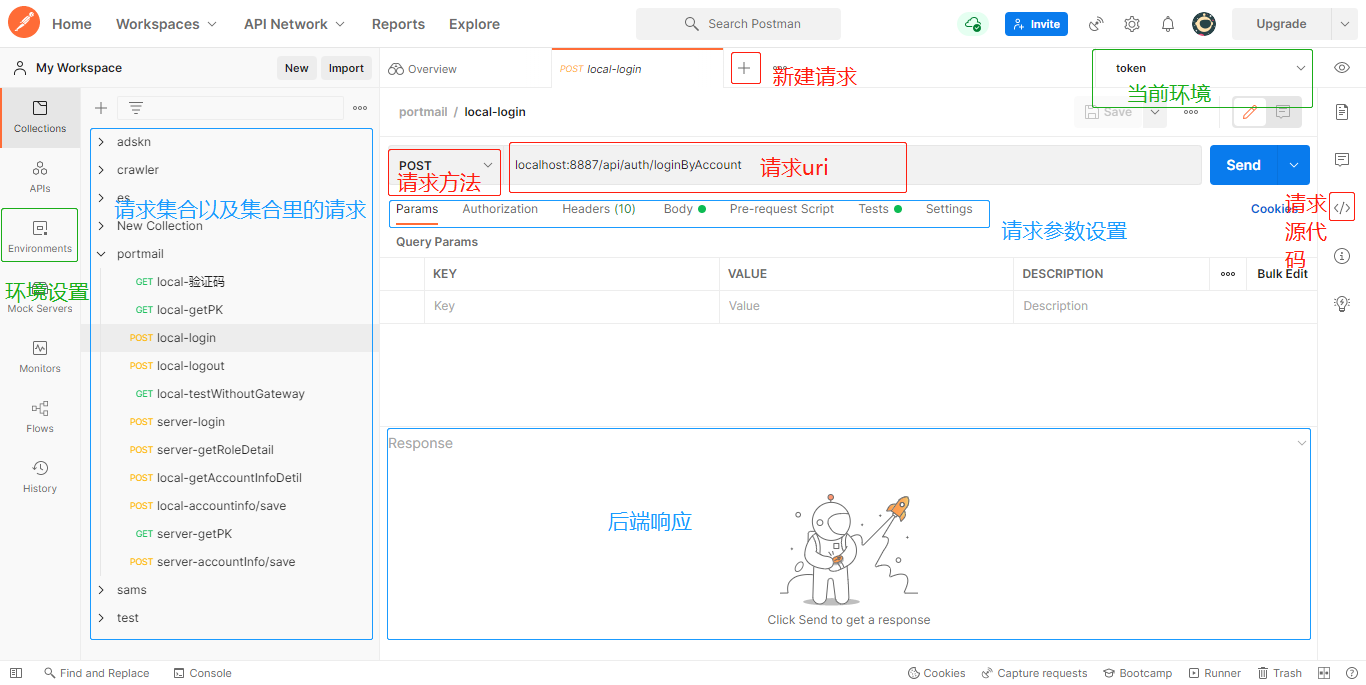 Home Workspaces API Network Reports Explore Search Postman Invite Upgrade
My Workspace New Import Overview POST local-login 新建请求 token
当前环境
portmail / local-login Save
Collections
APIs
Environments
环境设置
Mock Servers
Monitors
Flows
History
adskn
crawler
es
请求集合以及集合里的请求
New Collection
portmail
GET local-验证码
GET local-getPK
POST local-login
POST local-logout
GET local-testWithoutGateway
POST server-login
POST server-getRoleDetail
POST local-getAccountInfoDetil
POST local-accountinfo/save
GET server-getPK
POST server-accountInfo/save
sams
test
POST localhost:8887/api/auth/loginByAccount 请求uri Send
请求方法
Params Authorization Headers (10) Body Pre-request Script Tests Settings Cookies
请求参数设置
请求
源代
码
Query Params
KEY VALUE DESCRIPTION Bulk Edit
Key Value Description
Response
后端响应
Click Send to get a response
Find and Replace Console Cookies Capture requests Bootcamp Runner Trash